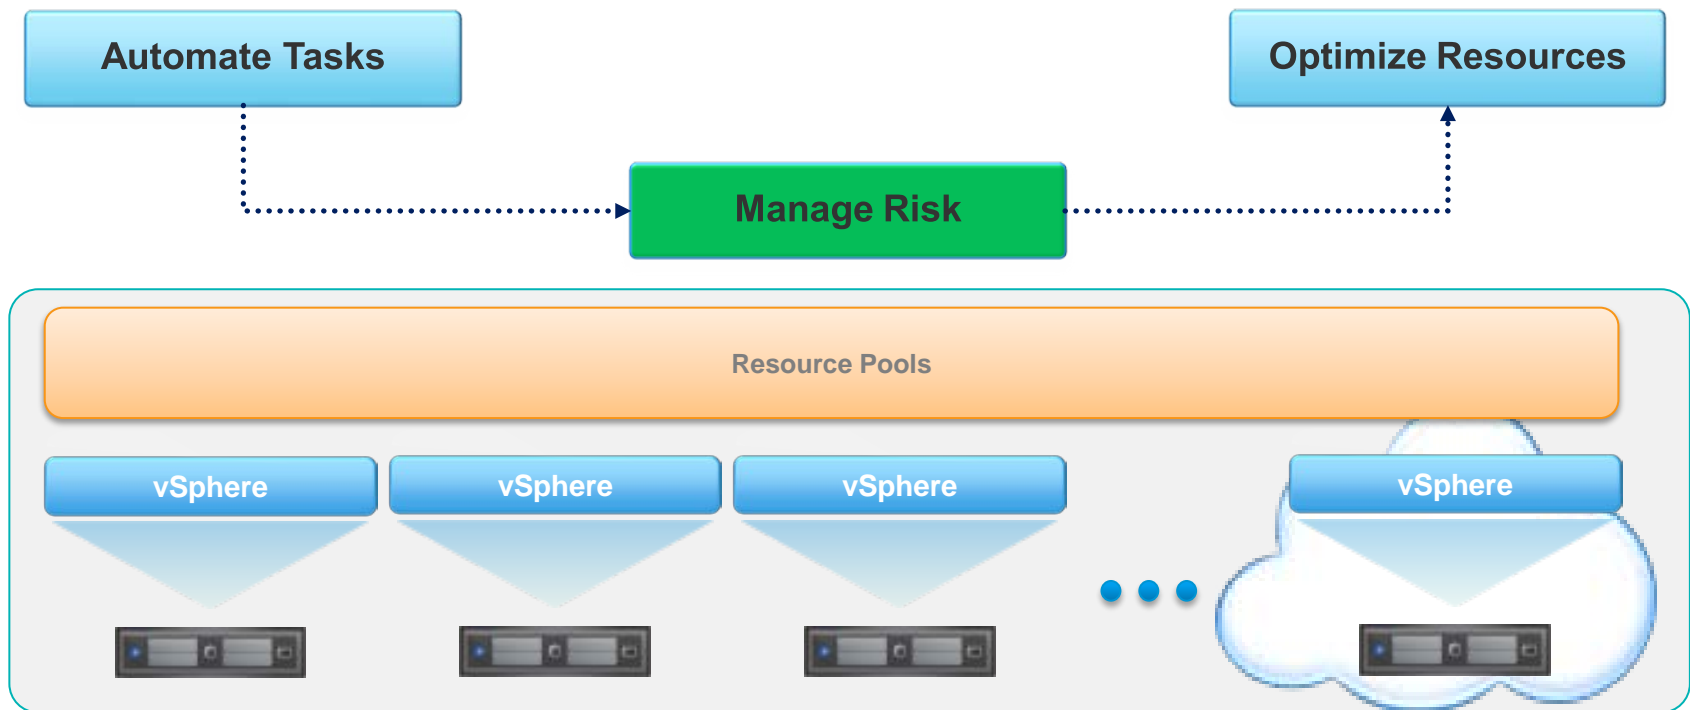 Automate Tasks
Optimize Resources
Manage Risk
Resource Pools
vSphere
vSphere
vSphere
vSphere